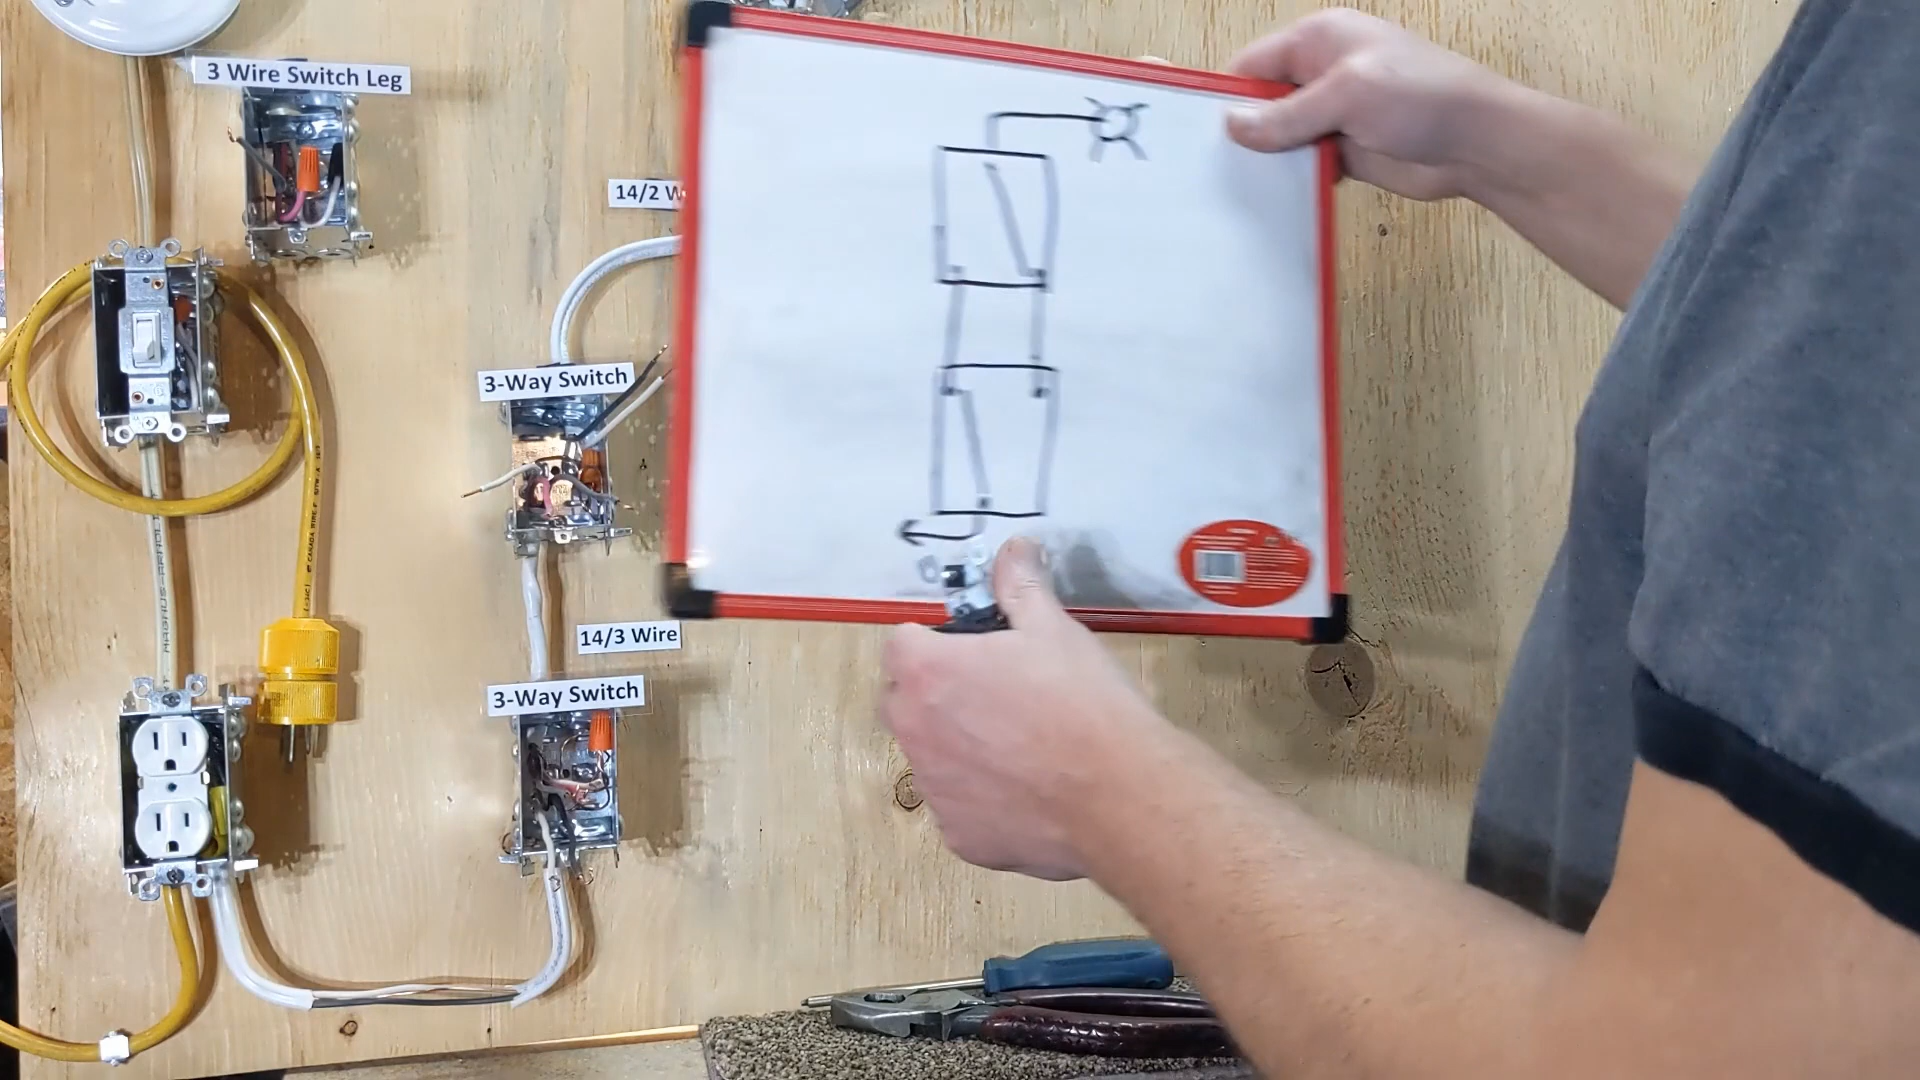 3 Wire Switch Leg
14/2 W
3-Way Switch
14/3 Wire
3-Way Switch